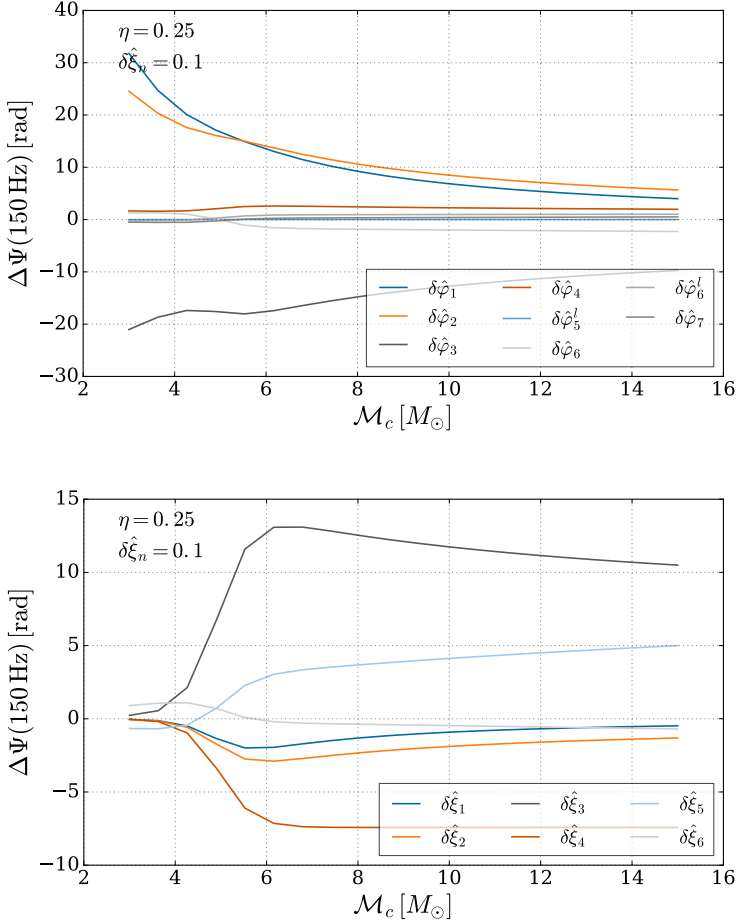 40
30
20
10
0
−10
−20
−30
ΔΨ(150 Hz) [rad]
η = 0.25
δξ̂ₙ = 0.1
δφ̂₁ δφ̂₄ δφ̂₆ˡ
δφ̂₂ δφ̂₅ˡ δφ̂₇
δφ̂₃ δφ̂₆
2 4 6 8 10 12 14 16
ℳ_c [M_⊙]
15
10
5
0
−5
−10
ΔΨ(150 Hz) [rad]
η = 0.25
δξ̂ₙ = 0.1
δξ̂₁ δξ̂₃ δξ̂₅
δξ̂₂ δξ̂₄ δξ̂₆
2 4 6 8 10 12 14 16
ℳ_c [M_⊙]